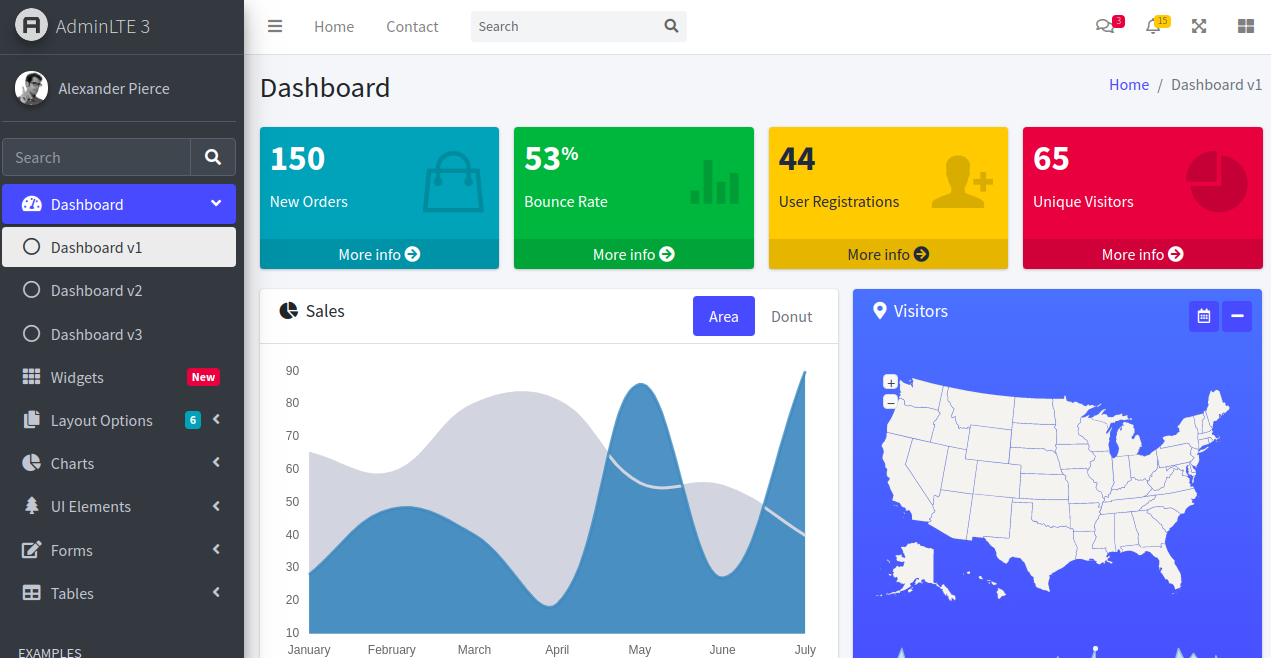 AdminLTE 3
Alexander Pierce
Search
Dashboard
Dashboard v1
Dashboard v2
Dashboard v3
Widgets New
Layout Options 6
Charts
UI Elements
Forms
Tables
EXAMPLES
Home Contact Search 3 15
Dashboard
Home / Dashboard v1
150
New Orders
More info
53%
Bounce Rate
More info
44
User Registrations
More info
65
Unique Visitors
More info
Sales
Area Donut
90
80
70
60
50
40
30
20
10
January February March April May June July
Visitors
+
−